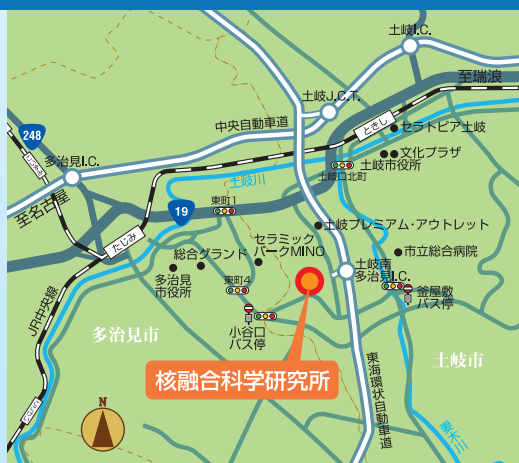 土岐I.C.
至瑞浪
土岐J.C.T.
中央自動車道
ときし
セラトピア土岐
248
文化プラザ
土岐市役所
多治見I.C.
土岐口北町
土岐川
至名古屋
19
東町1
土岐プレミアム・アウトレット
たじみ
セラミック
パークMINO
総合グランド
市立総合病院
土岐南
多治見I.C.
多治見
市役所
東町4
釜屋敷
バス停
JR中央線
小谷口
バス停
多治見市
土岐市
核融合科学研究所
東海環状自動車道
妻木川
N